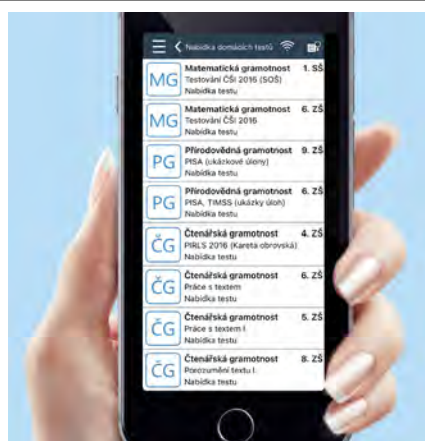 Nabídka domácích testů
MG
Matematická gramotnost 1. SŠ
Testování ČŠI 2016 (SOŠ)
Nabídka testu
MG
Matematická gramotnost 6. ZŠ
Testování ČŠI 2016
Nabídka testu
PG
Přírodovědná gramotnost 9. ZŠ
PISA (ukázkové úlohy)
Nabídka testu
PG
Přírodovědná gramotnost 6. ZŠ
PISA, TIMSS (ukázky úloh)
Nabídka testu
ČG
Čtenářská gramotnost 4. ZŠ
PIRLS 2016 (Kareta obrovská)
Nabídka testu
ČG
Čtenářská gramotnost 6. ZŠ
Práce s textem
Nabídka testu
ČG
Čtenářská gramotnost 5. ZŠ
Práce s textem I.
Nabídka testu
ČG
Čtenářská gramotnost 8. ZŠ
Porozumění textu I.
Nabídka testu